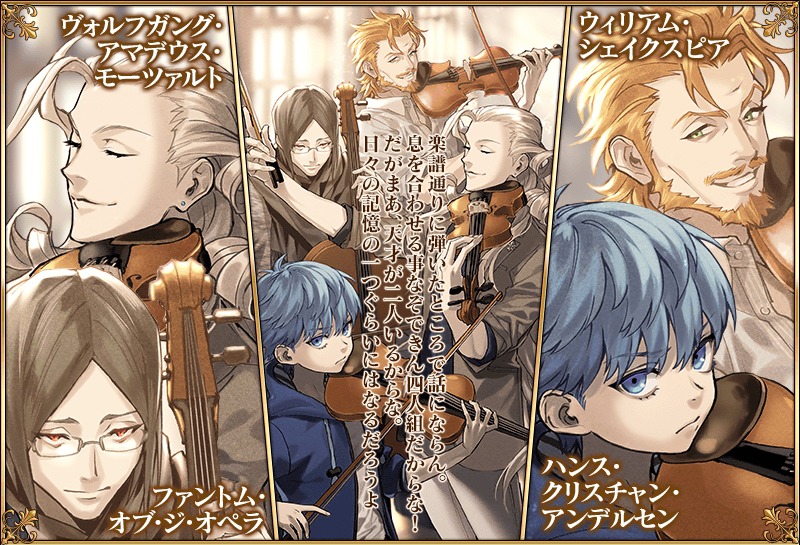 ヴォルフガング・
アマデウス・
モーツァルト
ウィリアム・
シェイクスピア
楽譜通りに弾いたところで話にならん。
息を合わせる事なぞできん四人組だからな！
だがまあ、天才が二人いるからな。
日々の記憶の一つぐらいにはなるだろうよ
ファントム・
オブ・ジ・オペラ
ハンス・
クリスチャン・
アンデルセン